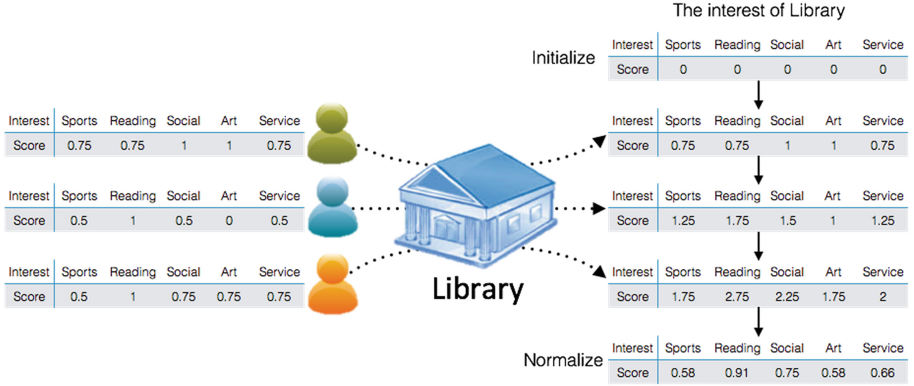 The interest of Library
Initialize
Interest Sports Reading Social Art Service
Score 0 0 0 0 0
Interest Sports Reading Social Art Service
Score 0.75 0.75 1 1 0.75
Interest Sports Reading Social Art Service
Score 0.75 0.75 1 1 0.75
Interest Sports Reading Social Art Service
Score 0.5 1 0.5 0 0.5
Interest Sports Reading Social Art Service
Score 1.25 1.75 1.5 1 1.25
Interest Sports Reading Social Art Service
Score 0.5 1 0.75 0.75 0.75
Library
Interest Sports Reading Social Art Service
Score 1.75 2.75 2.25 1.75 2
Normalize
Interest Sports Reading Social Art Service
Score 0.58 0.91 0.75 0.58 0.66